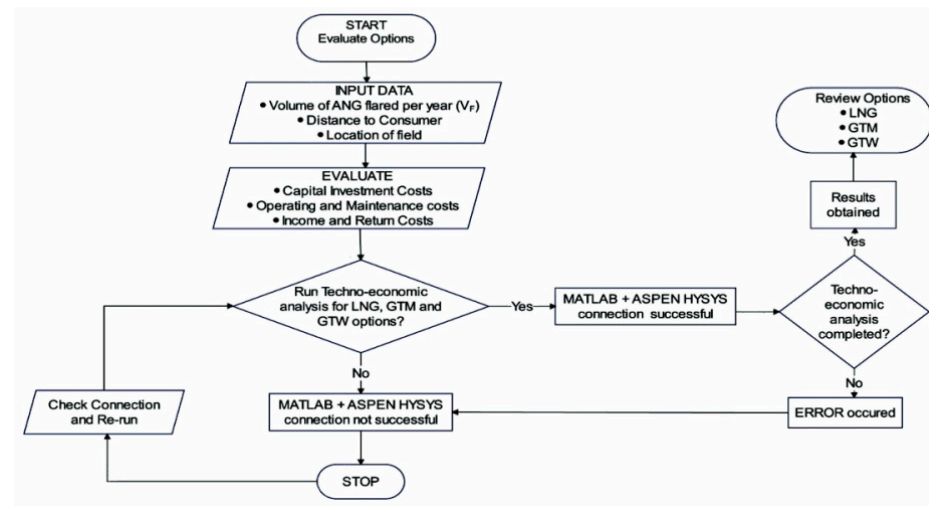 START
Evaluate Options
INPUT DATA
• Volume of ANG flared per year (VF)
• Distance to Consumer
• Location of field
EVALUATE
• Capital Investment Costs
• Operating and Maintenance costs
• Income and Return Costs
Run Techno-economic
analysis for LNG, GTM and
GTW options?
Yes
MATLAB + ASPEN HYSYS
connection successful
Techno-
economic
analysis
completed?
Yes
Results
obtained
Review Options
• LNG
• GTM
• GTW
No
ERROR occured
No
MATLAB + ASPEN HYSYS
connection not successful
STOP
Check Connection
and Re-run